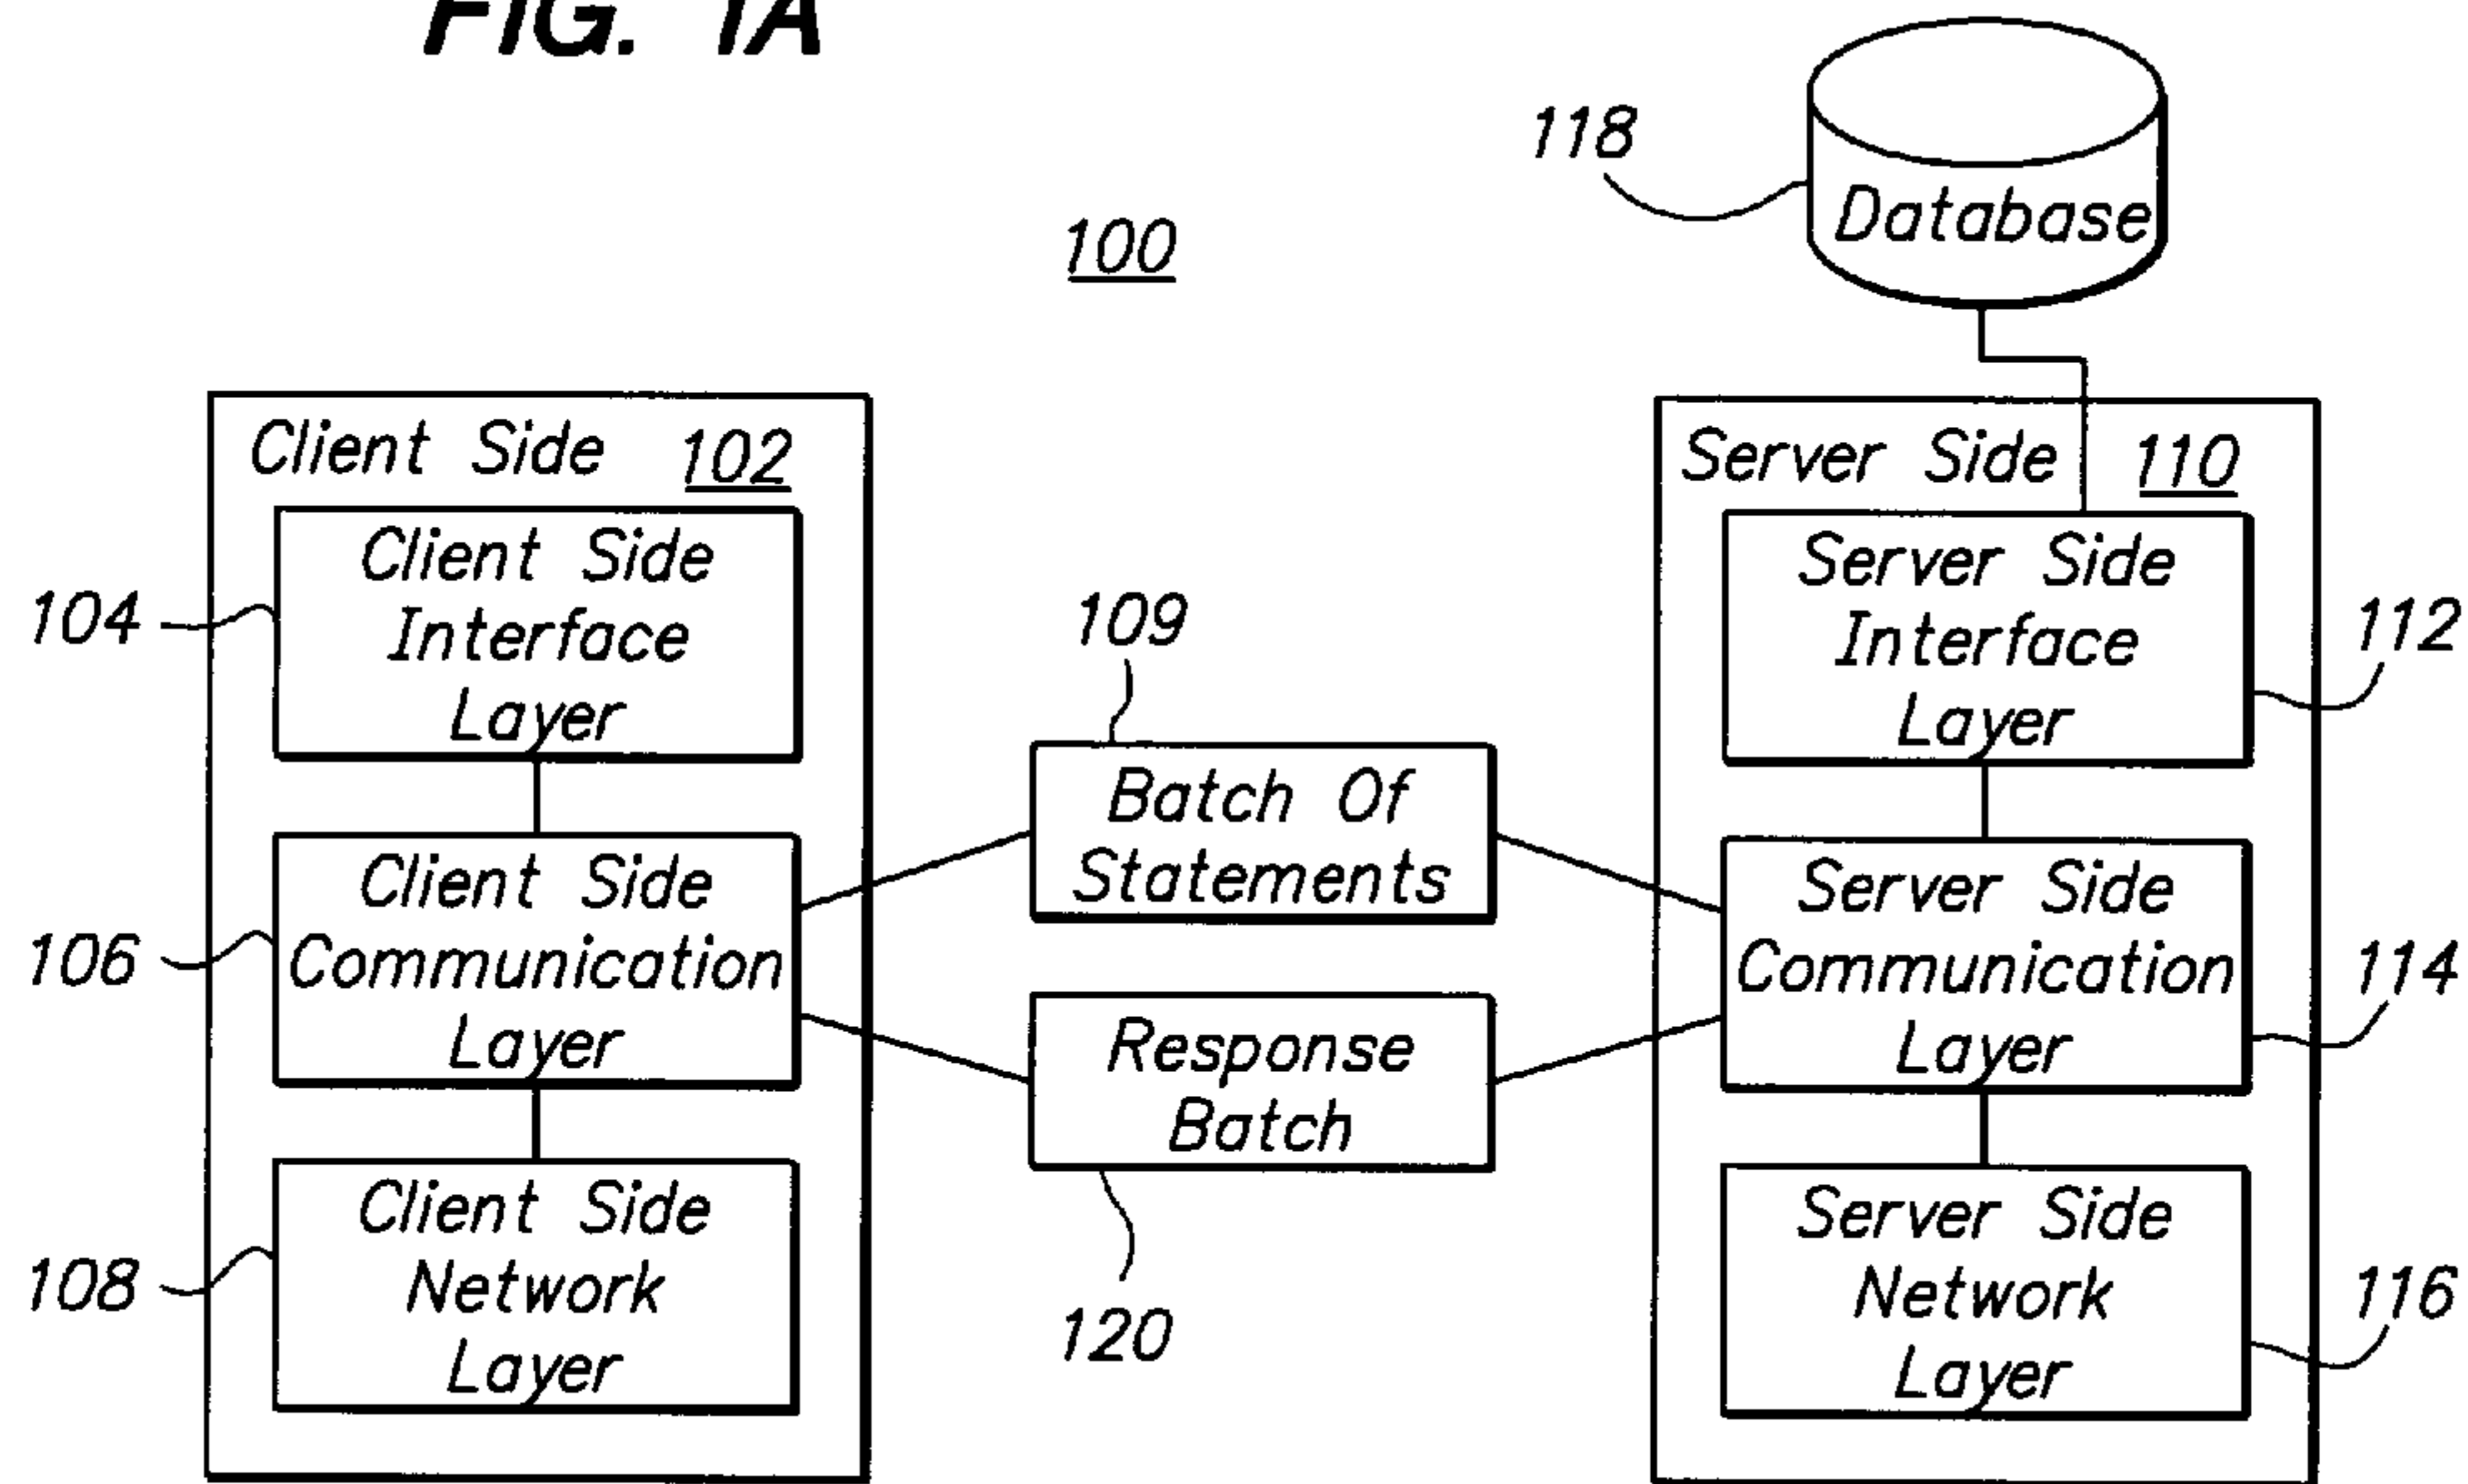 FIG. 1A
118
Database
100
Client Side 102
104
Client Side
Interface
Layer
106
Client Side
Communication
Layer
108
Client Side
Network
Layer
109
Batch Of
Statements
Response
Batch
120
Server Side 110
Server Side
Interface
Layer
112
Server Side
Communication
Layer
114
Server Side
Network
Layer
116